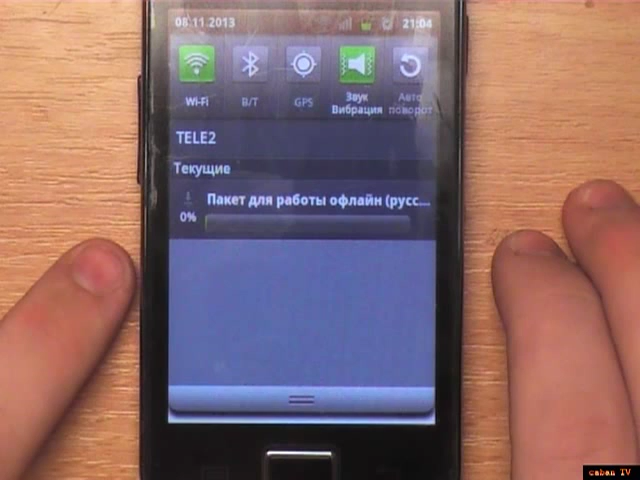 08.11.2013 21:04
Wi-Fi B/T GPS Звук Вибрация Авто поворот
TELE2
Текущие
Пакет для работы офлайн (русс...
0%
caban TV